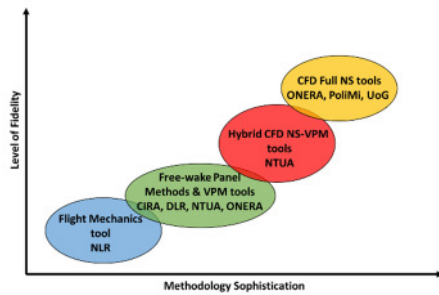 CFD Full NS tools
ONERA, PoliMi, UoG
Hybrid CFD NS-VPM
tools
NTUA
Free-wake Panel
Methods & VPM tools
CIRA, DLR, NTUA, ONERA
Flight Mechanics
tool
NLR
Level of Fidelity
Methodology Sophistication